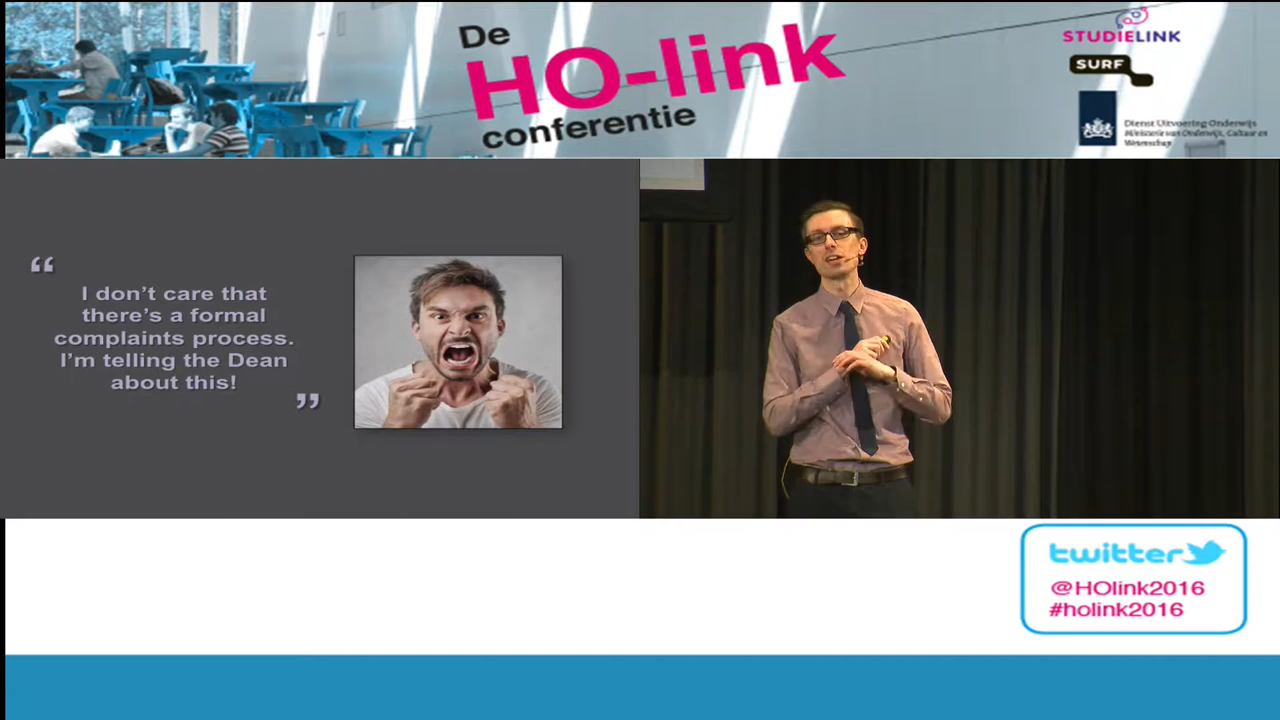 De
HO-link
conferentie
STUDIELINK
SURF
Dienst Uitvoering Onderwijs
Ministerie van Onderwijs, Cultuur en
Wetenschap
“
I don’t care that
there’s a formal
complaints process.
I’m telling the Dean
about this!
”
twitter
@HOlink2016
#holink2016